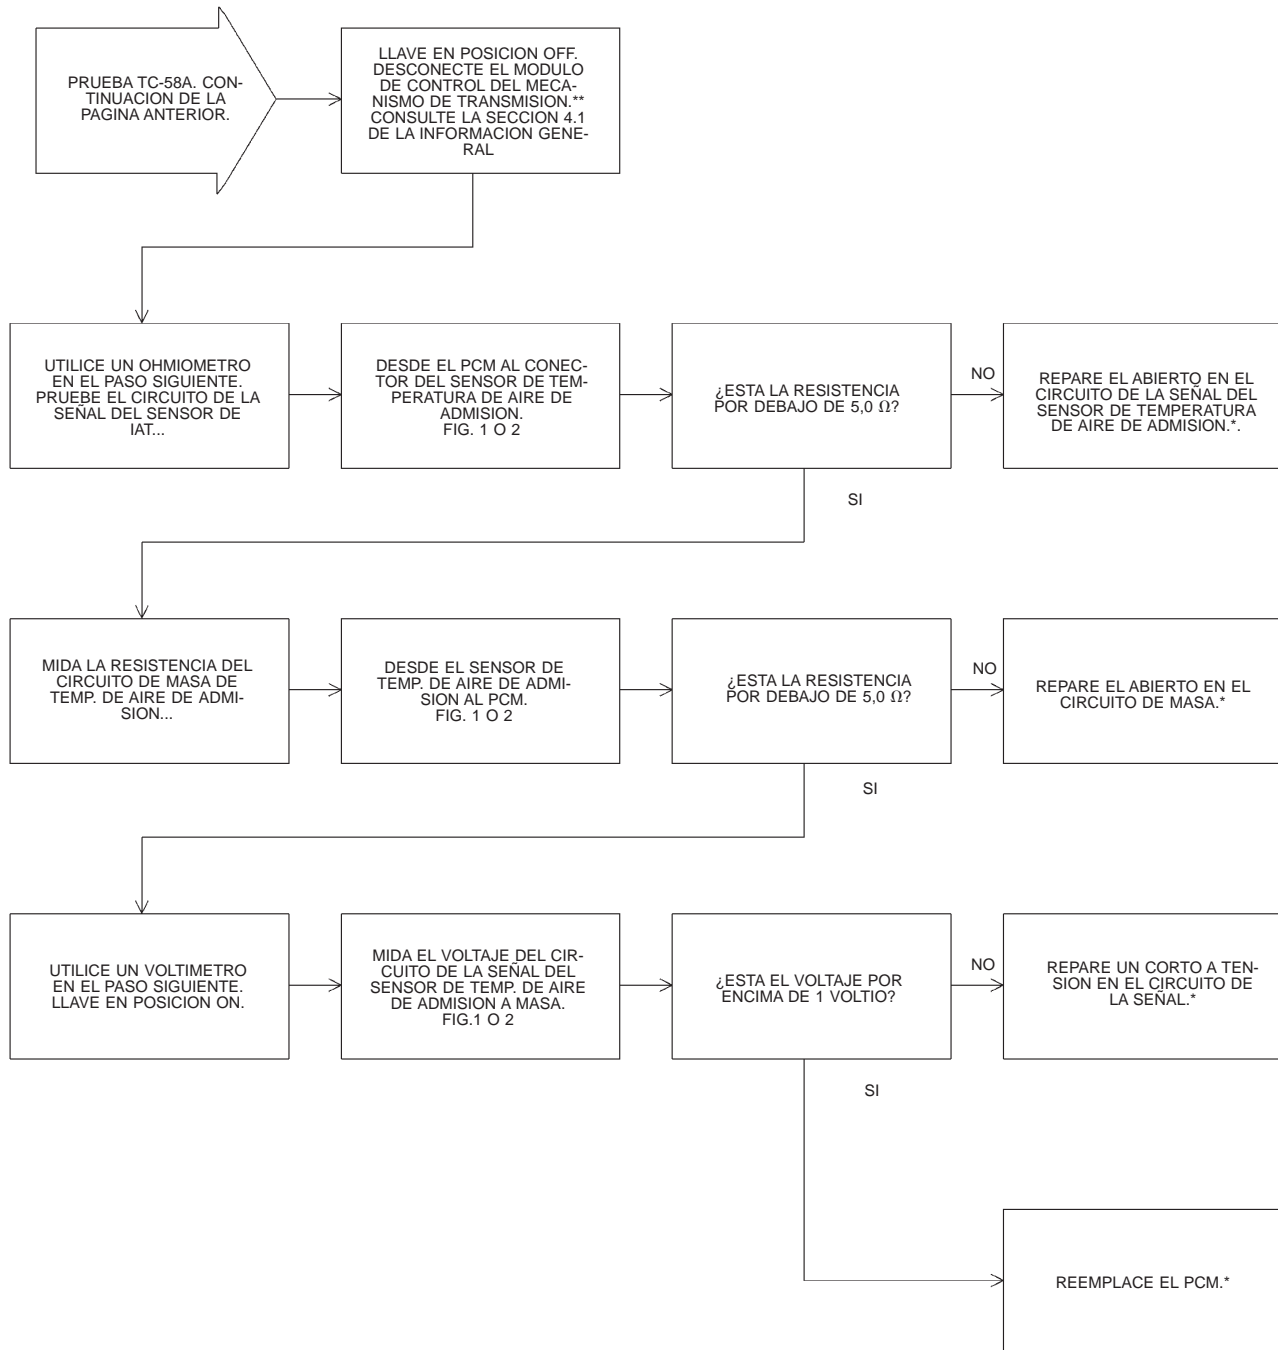 PRUEBA TC-58A. CON-
TINUACION DE LA
PAGINA ANTERIOR.
LLAVE EN POSICION OFF.
DESCONECTE EL MODULO
DE CONTROL DEL MECA-
NISMO DE TRANSMISION.**
CONSULTE LA SECCION 4.1
DE LA INFORMACION GENE-
RAL
UTILICE UN OHMIOMETRO
EN EL PASO SIGUIENTE.
PRUEBE EL CIRCUITO DE LA
SEÑAL DEL SENSOR DE
IAT...
DESDE EL PCM AL CONEC-
TOR DEL SENSOR DE TEM-
PERATURA DE AIRE DE
ADMISION.
FIG. 1 O 2
¿ESTA LA RESISTENCIA
POR DEBAJO DE 5,0 Ω?
NO
REPARE EL ABIERTO EN EL
CIRCUITO DE LA SEÑAL DEL
SENSOR DE TEMPERATURA
DE AIRE DE ADMISION.*.
SI
MIDA LA RESISTENCIA DEL
CIRCUITO DE MASA DE
TEMP. DE AIRE DE ADMI-
SION...
DESDE EL SENSOR DE
TEMP. DE AIRE DE ADMI-
SION AL PCM.
FIG. 1 O 2
¿ESTA LA RESISTENCIA
POR DEBAJO DE 5,0 Ω?
NO
REPARE EL ABIERTO EN EL
CIRCUITO DE MASA.*
SI
UTILICE UN VOLTIMETRO
EN EL PASO SIGUIENTE.
LLAVE EN POSICION ON.
MIDA EL VOLTAJE DEL CIR-
CUITO DE LA SEÑAL DEL
SENSOR DE TEMP. DE AIRE
DE ADMISION A MASA.
FIG.1 O 2
¿ESTA EL VOLTAJE POR
ENCIMA DE 1 VOLTIO?
NO
REPARE UN CORTO A TEN-
SION EN EL CIRCUITO DE
LA SEÑAL.*
SI
REEMPLACE EL PCM.*